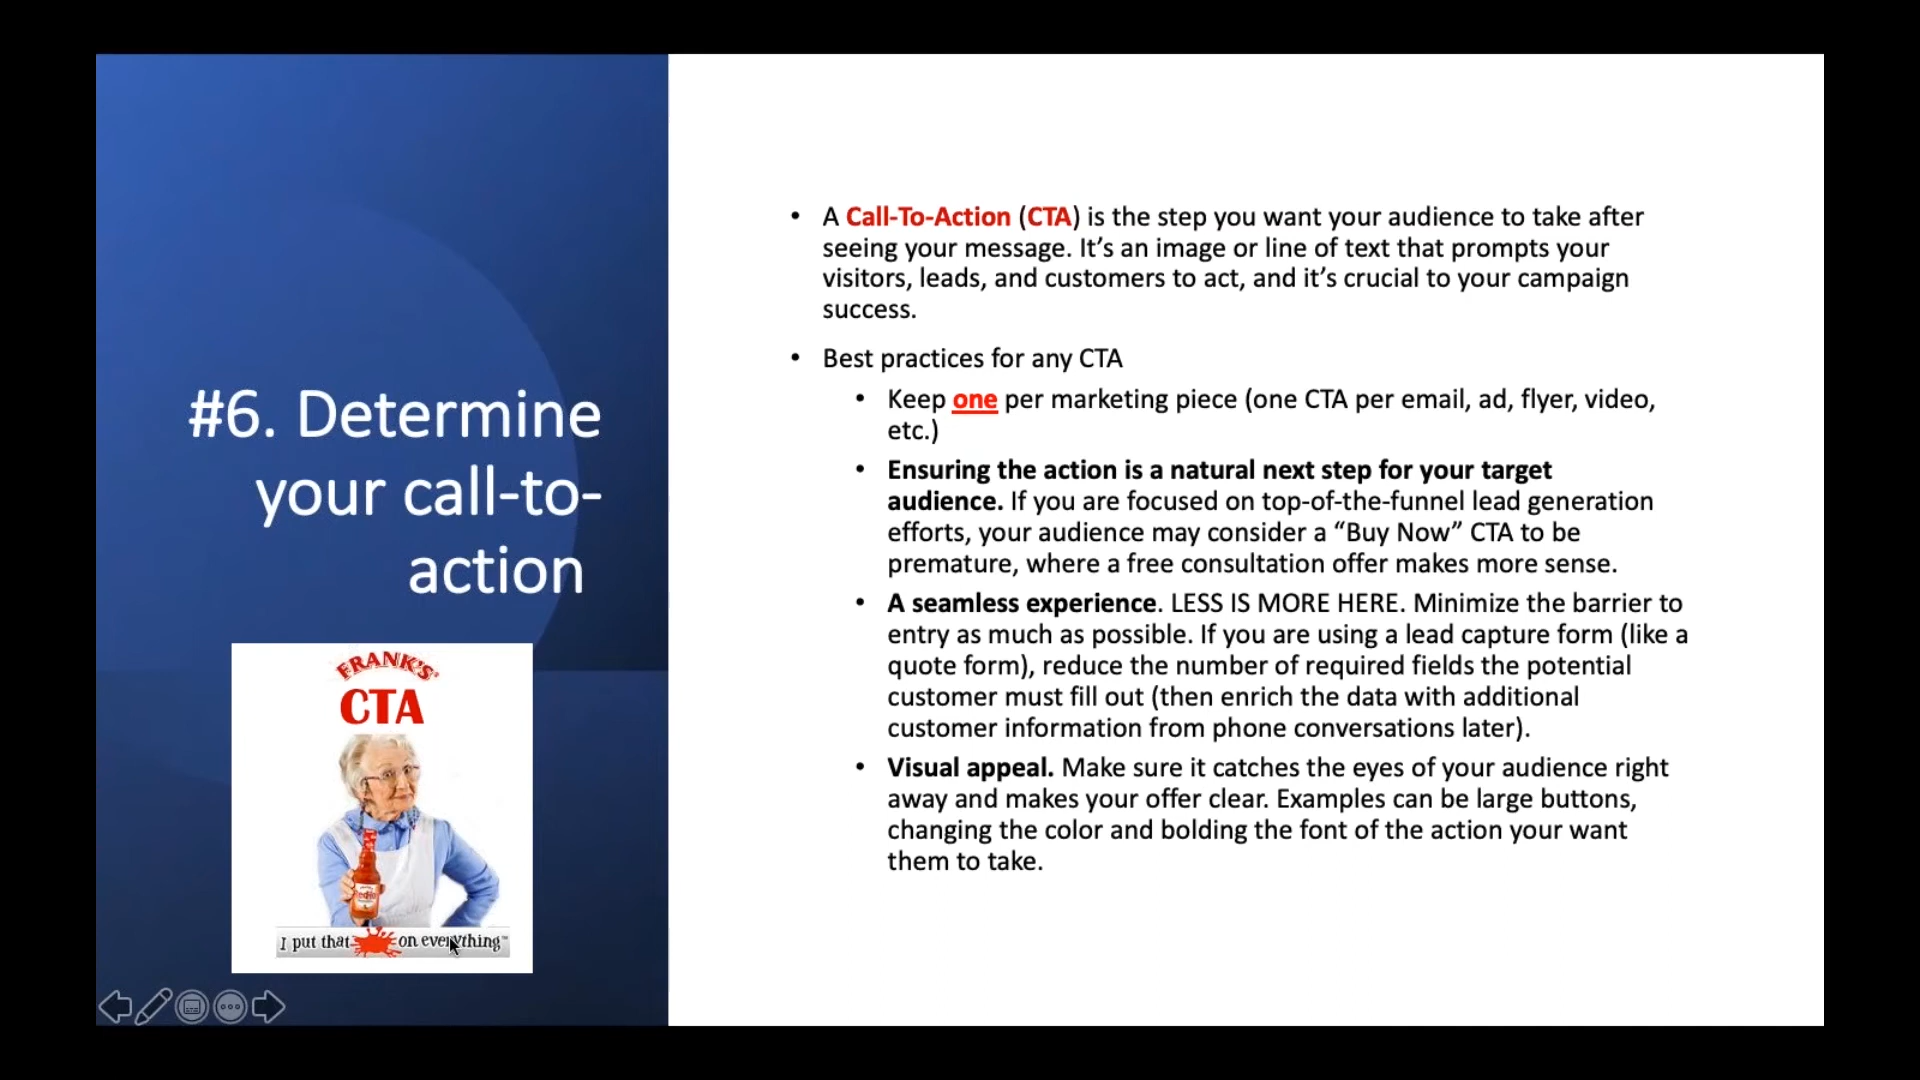 #6. Determine
your call-to-
action
FRANK'S
CTA
I put that on everything™
• A Call-To-Action (CTA) is the step you want your audience to take after
seeing your message. It’s an image or line of text that prompts your
visitors, leads, and customers to act, and it’s crucial to your campaign
success.
• Best practices for any CTA
• Keep one per marketing piece (one CTA per email, ad, flyer, video,
etc.)
• Ensuring the action is a natural next step for your target
audience. If you are focused on top-of-the-funnel lead generation
efforts, your audience may consider a “Buy Now” CTA to be
premature, where a free consultation offer makes more sense.
• A seamless experience. LESS IS MORE HERE. Minimize the barrier to
entry as much as possible. If you are using a lead capture form (like a
quote form), reduce the number of required fields the potential
customer must fill out (then enrich the data with additional
customer information from phone conversations later).
• Visual appeal. Make sure it catches the eyes of your audience right
away and makes your offer clear. Examples can be large buttons,
changing the color and bolding the font of the action your want
them to take.